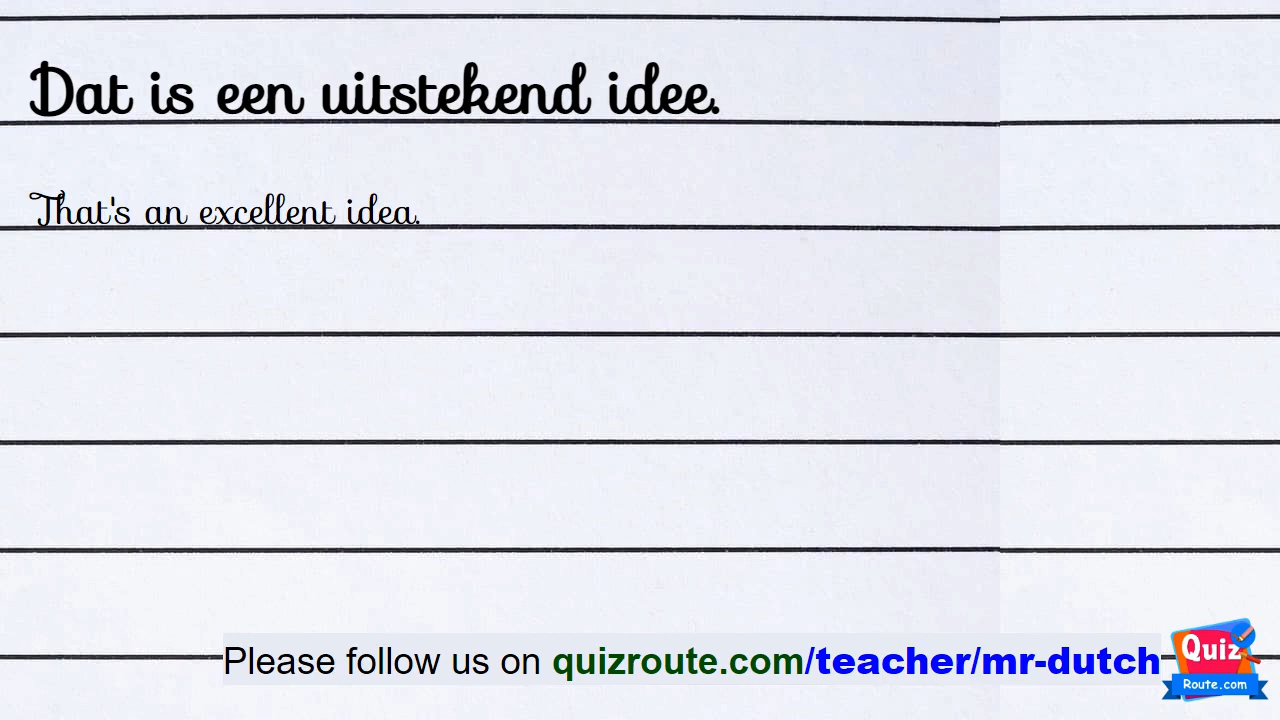 Dat is een uitstekend idee.
That's an excellent idea.
Please follow us on quizroute.com/teacher/mr-dutch
Quiz
Route.com